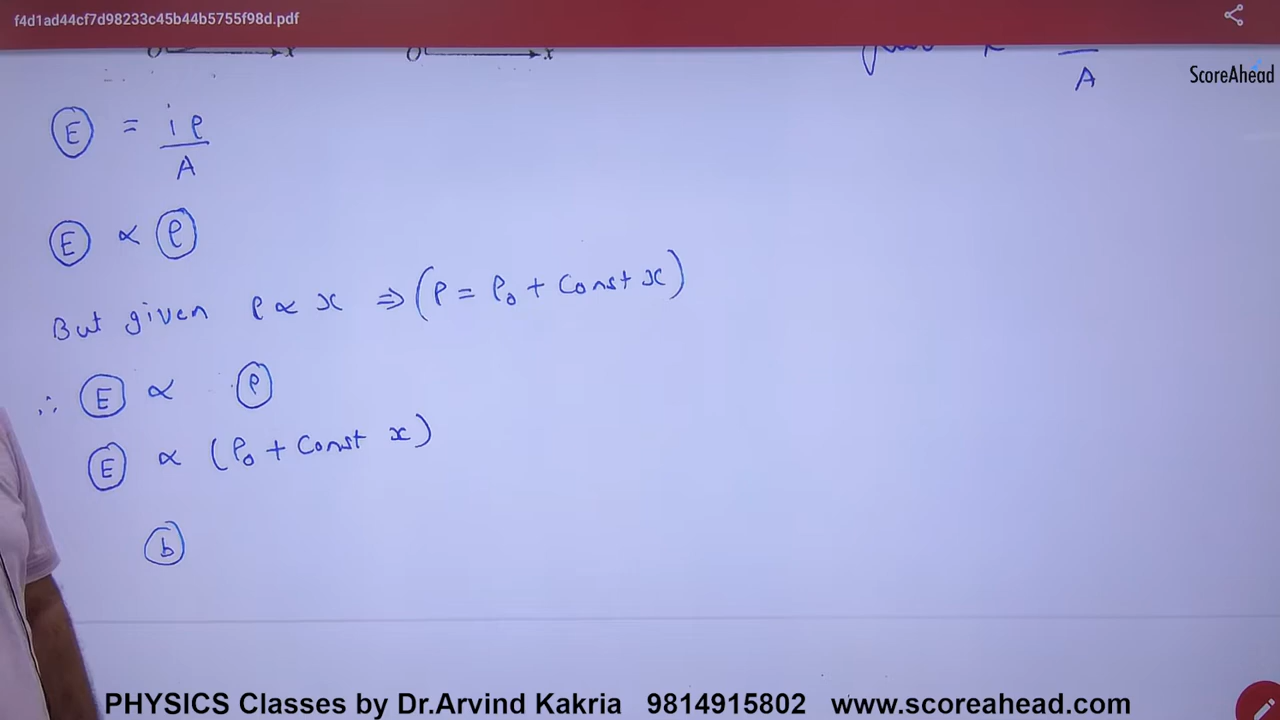 f4d1ad44cf7d98233c45b44b5755f98d.pdf
O x O x
A
ScoreAhead
E = iρ
A
E ∝ ρ
But given ρ ∝ x ⇒ (ρ = ρ₀ + Const x)
∴ E ∝ ρ
E ∝ (ρ₀ + Const x)
b
PHYSICS Classes by Dr.Arvind Kakria 9814915802 www.scoreahead.com